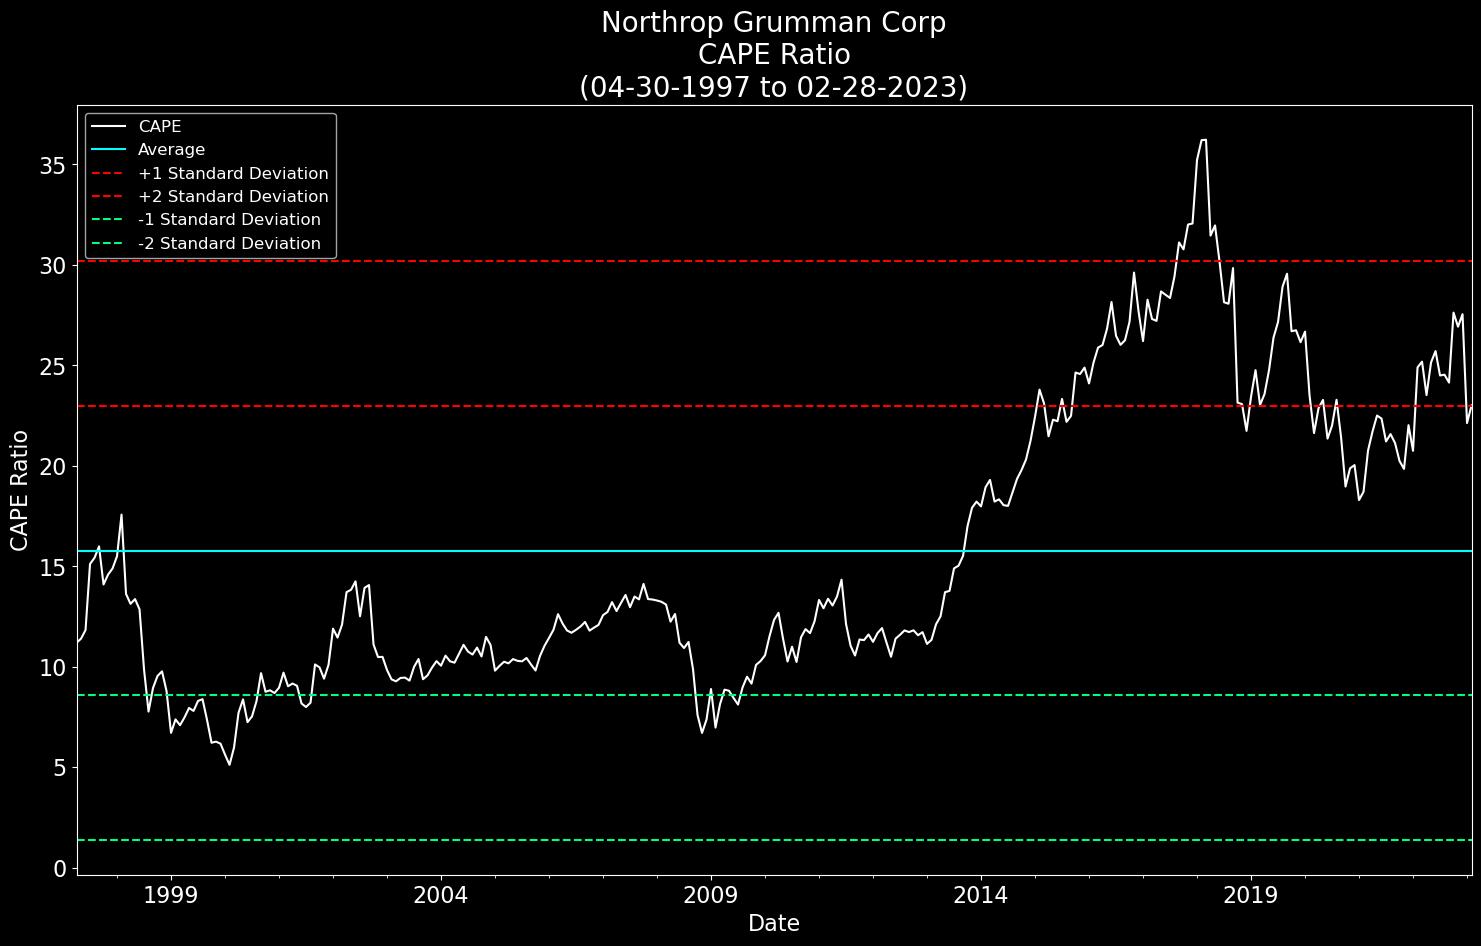 Northrop Grumman Corp
CAPE Ratio
(04-30-1997 to 02-28-2023)
CAPE
Average
+1 Standard Deviation
+2 Standard Deviation
-1 Standard Deviation
-2 Standard Deviation
35
30
25
20
15
10
5
0
CAPE Ratio
1999
2004
2009
2014
2019
Date